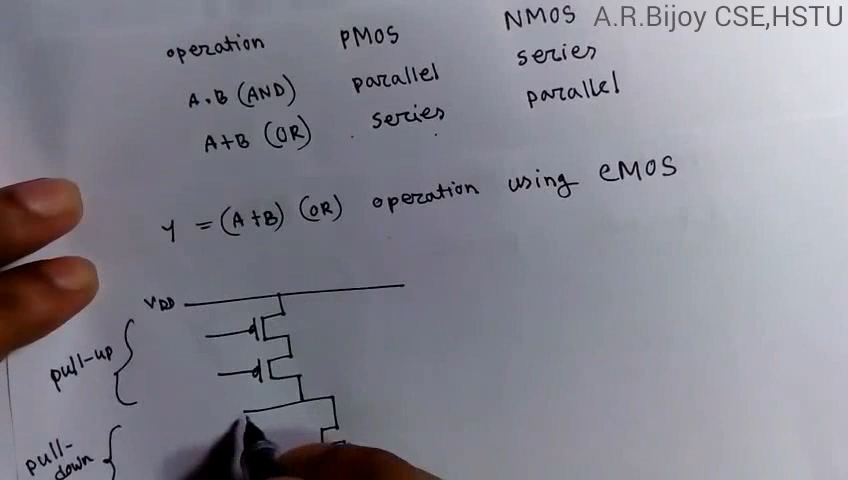 A.R.Bijoy CSE,HSTU
operation PMOS NMOS
A.B (AND) parallel series
A+B (OR) series parallel
Y = (A+B) (OR) operation using CMOS
VDD
pull-up
pull-
down